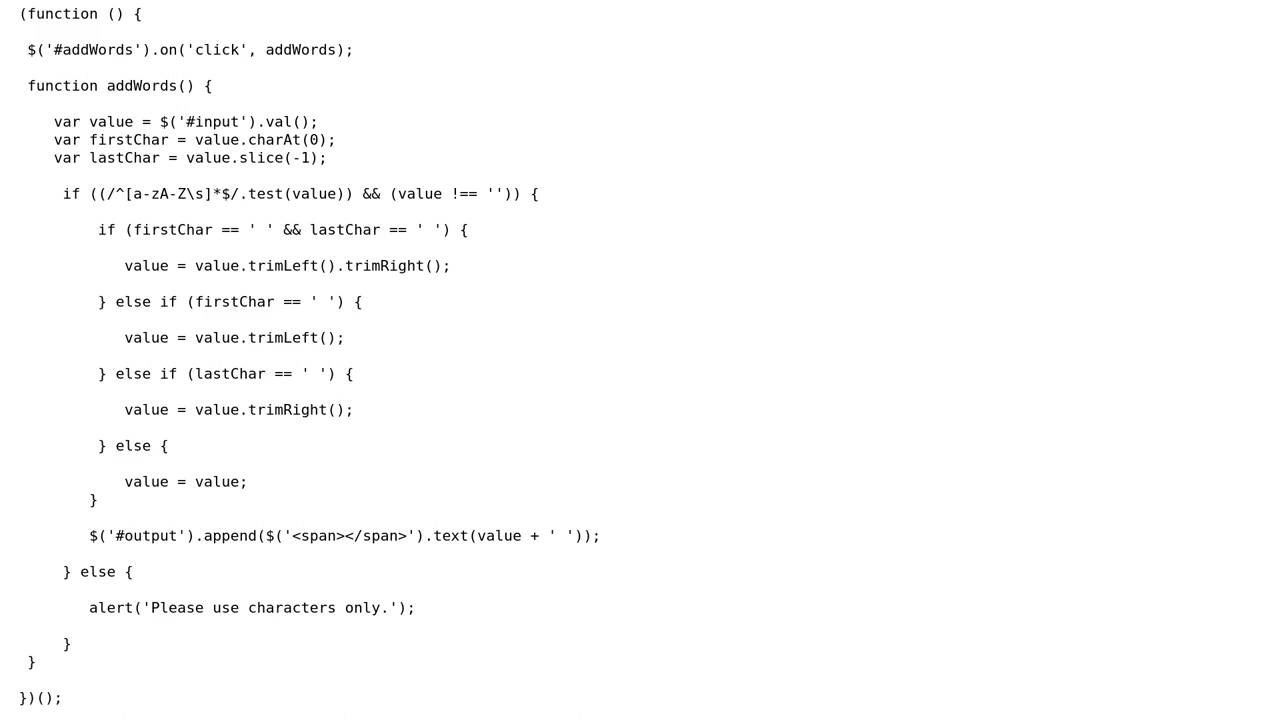 (function () {
$('#addWords').on('click', addWords);
function addWords() {
var value = $('#input').val();
var firstChar = value.charAt(0);
var lastChar = value.slice(-1);
if ((/^[a-zA-Z\s]*$/.test(value)) && (value !== '')) {
if (firstChar == ' ' && lastChar == ' ') {
value = value.trimLeft().trimRight();
} else if (firstChar == ' ') {
value = value.trimLeft();
} else if (lastChar == ' ') {
value = value.trimRight();
} else {
value = value;
}
$('#output').append($('<span></span>').text(value + ' '));
} else {
alert('Please use characters only.');
}
}
})();